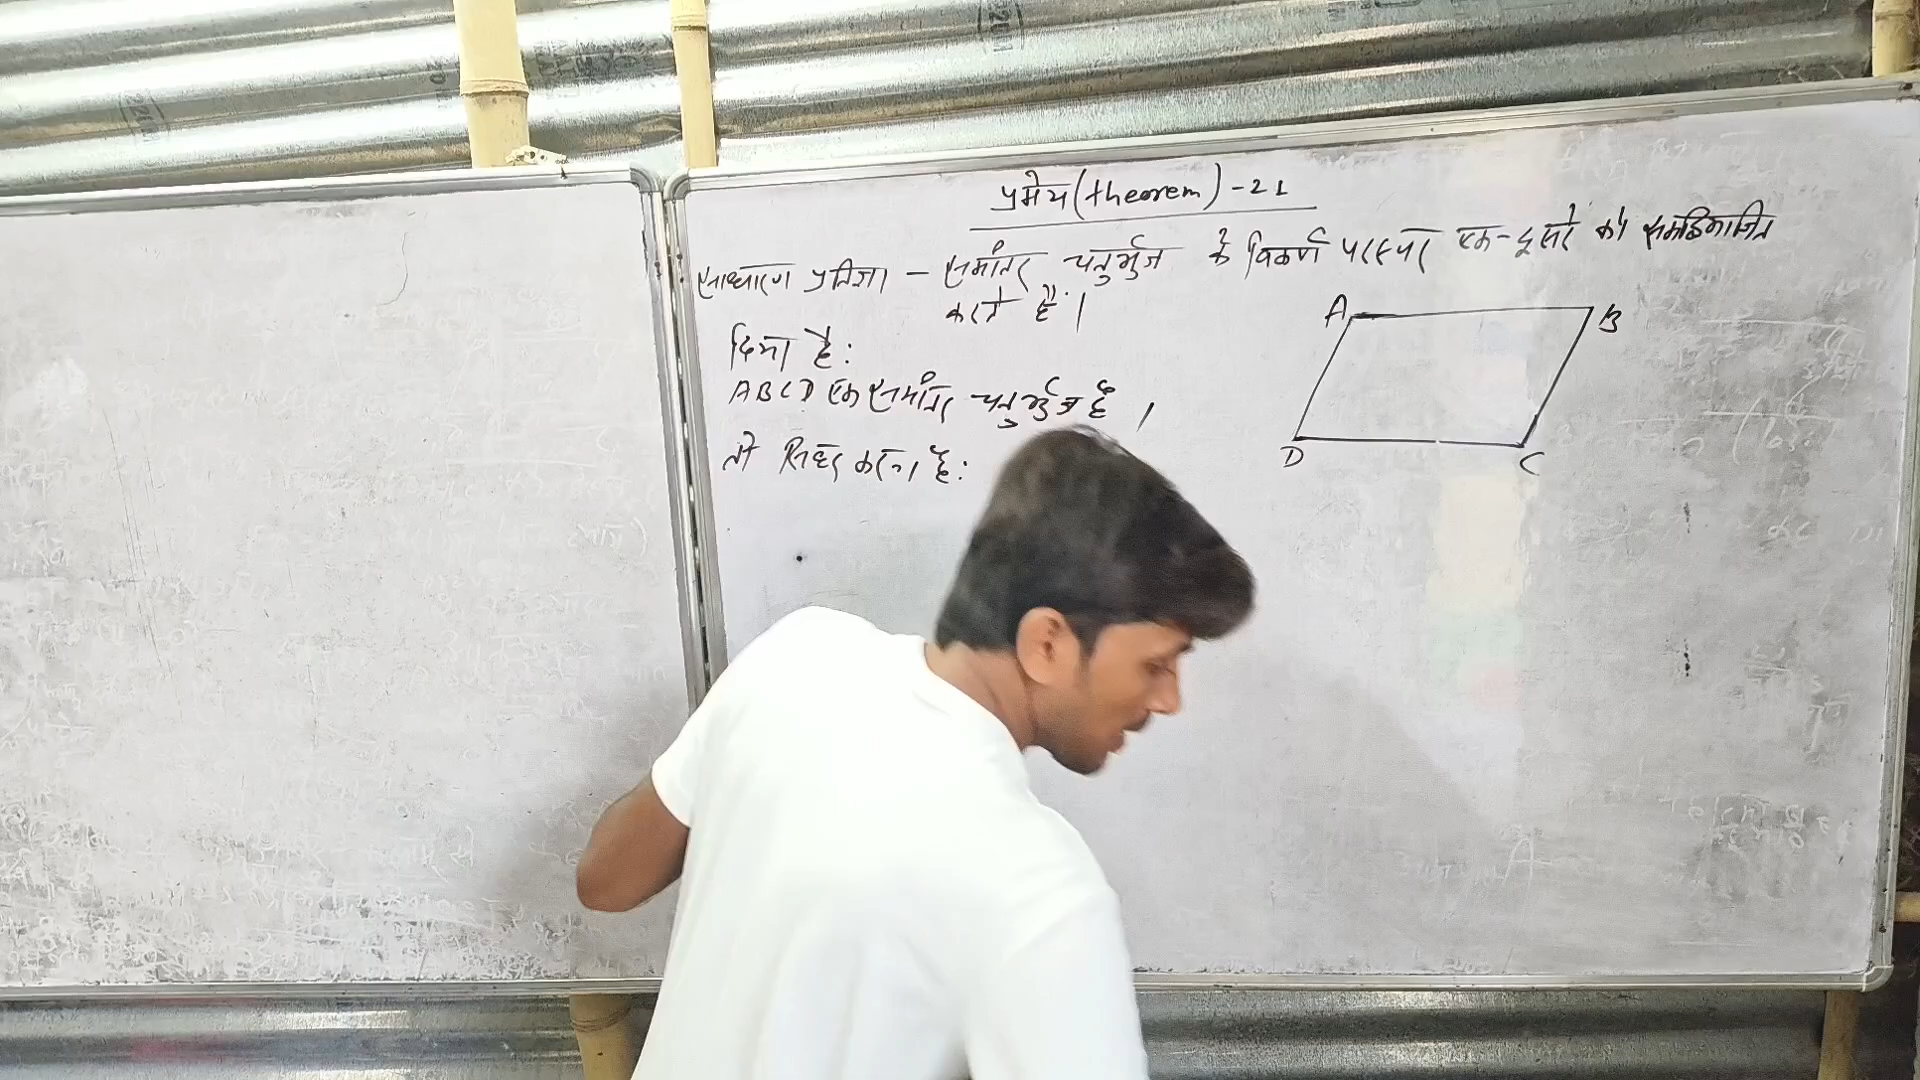 प्रमेय (theorem) - 21
साधारण प्रतिज्ञा - समांतर चतुर्भुज के विकर्ण परस्पर एक-दूसरे को समद्विभाजित
करते हैं।
दिया है:
ABCD एक समांतर चतुर्भुज है।
तो सिद्ध करना है:
A
B
D
C